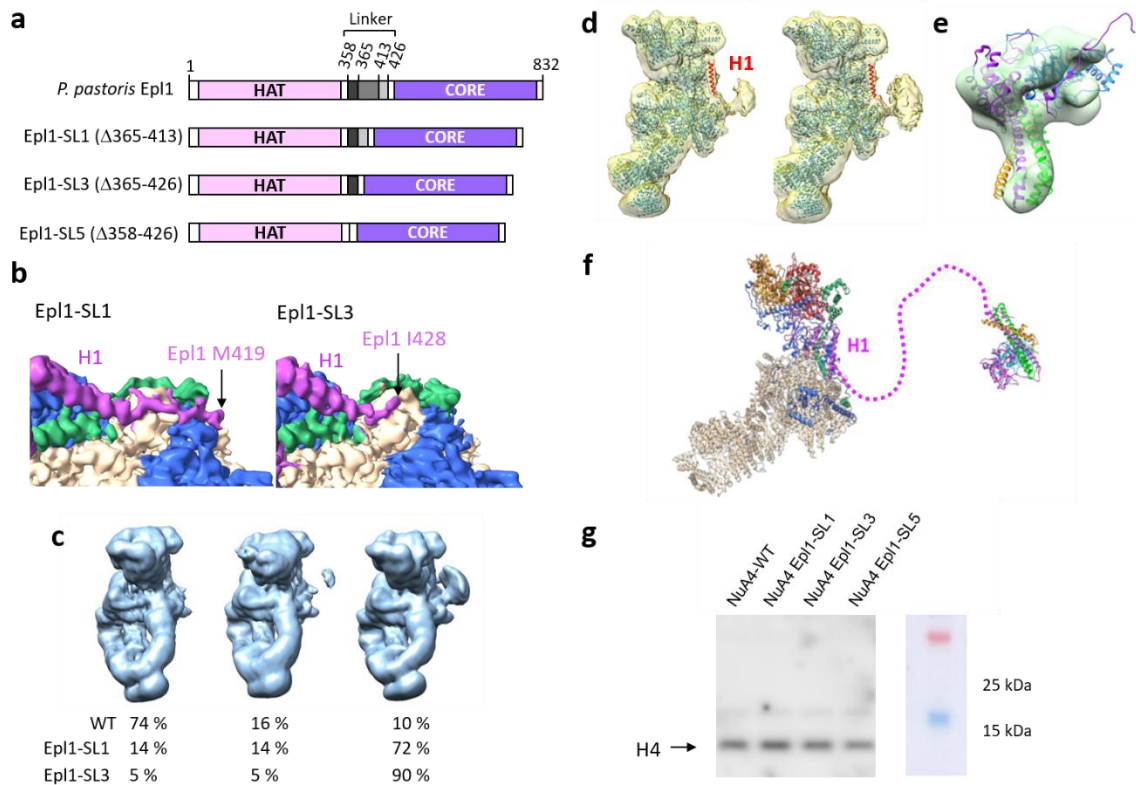 a
Linker
1 358 365 413 426 832
P. pastoris Epl1 HAT CORE
Epl1-SL1 (Δ365-413) HAT CORE
Epl1-SL3 (Δ365-426) HAT CORE
Epl1-SL5 (Δ358-426) HAT CORE
b
Epl1-SL1 Epl1-SL3
H1 Epl1 M419 H1 Epl1 I428
c
WT 74 % 16 % 10 %
Epl1-SL1 14 % 14 % 72 %
Epl1-SL3 5 % 5 % 90 %
d
H1
e
f
H1
g
NuA4-WT
NuA4 Epl1-SL1
NuA4 Epl1-SL3
NuA4 Epl1-SL5
25 kDa
15 kDa
H4